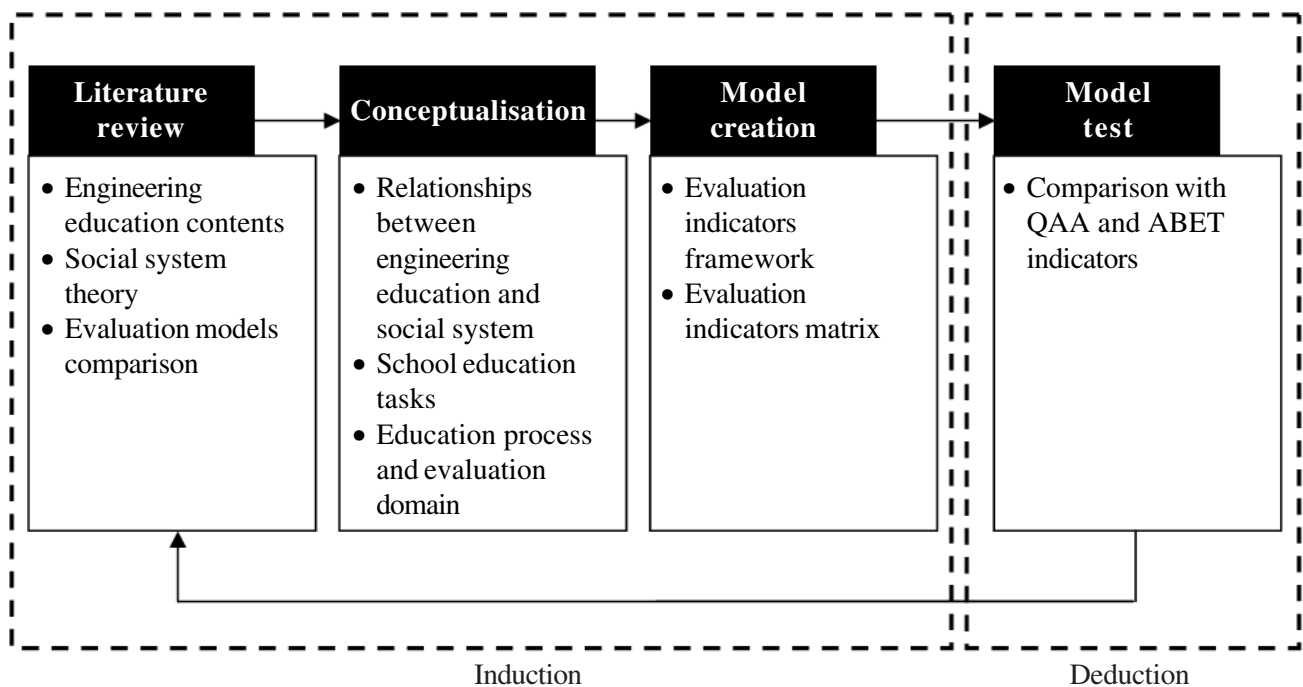 Literature
review
• Engineering
education contents
• Social system
theory
• Evaluation models
comparison
Conceptualisation
• Relationships
between
engineering
education and
social system
• School education
tasks
• Education process
and evaluation
domain
Model
creation
• Evaluation
indicators
framework
• Evaluation
indicators matrix
Model
test
• Comparison with
QAA and ABET
indicators
Induction
Deduction